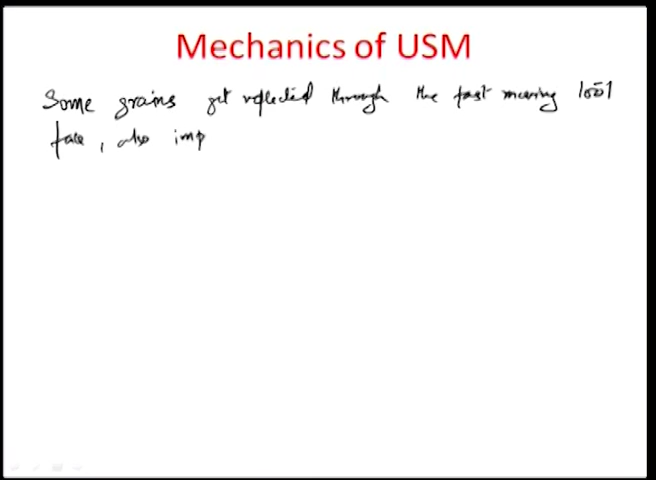 Mechanics of USM
Some grains get reflected through the fast moving tool
face, also imp